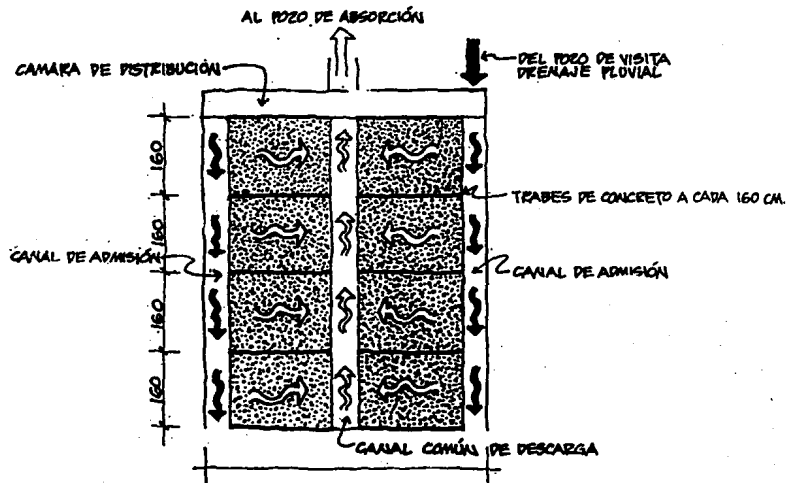 AL POZO DE ABSORCIÓN
CAMÁRA DE DISTRIBUCIÓN
DEL POZO DE VISITA
DRENAJE PLUVIAL
160
TRABES DE CONCRETO A CADA 160 CM.
160
CANAL DE ADMISIÓN
CANAL DE ADMISIÓN
160
160
CANAL COMÚN DE DESCARGA